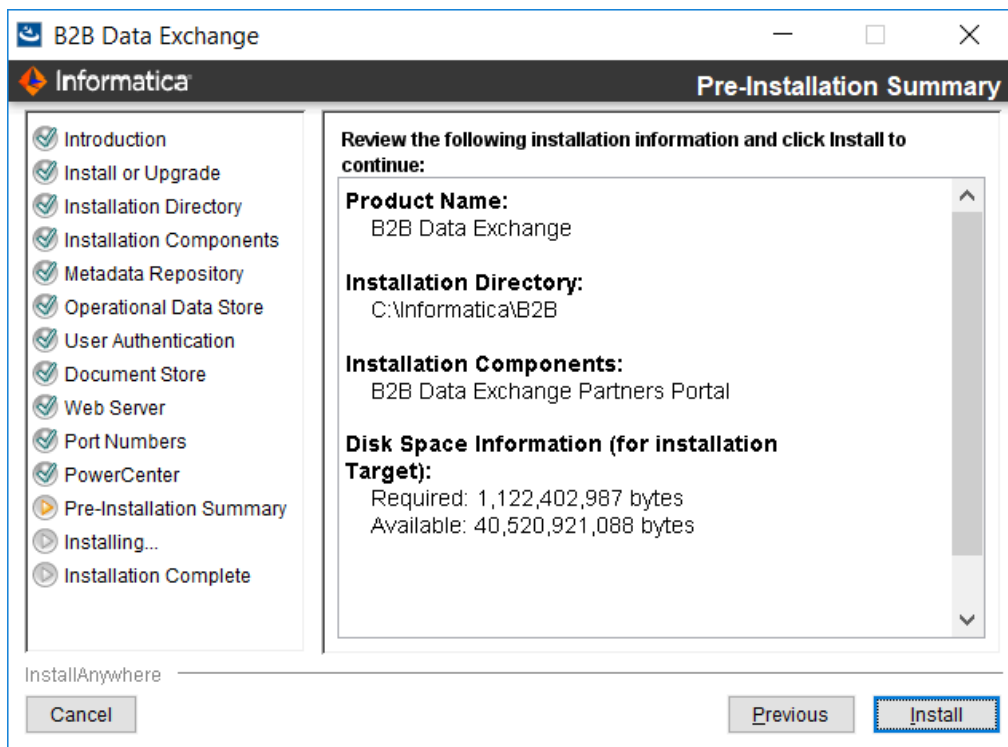 B2B Data Exchange
Informatica
Pre-Installation Summary
Introduction
Install or Upgrade
Installation Directory
Installation Components
Metadata Repository
Operational Data Store
User Authentication
Document Store
Web Server
Port Numbers
PowerCenter
Pre-Installation Summary
Installing...
Installation Complete
Review the following installation information and click Install to
continue:
Product Name:
B2B Data Exchange
Installation Directory:
C:\Informatica\B2B
Installation Components:
B2B Data Exchange Partners Portal
Disk Space Information (for installation
Target):
Required: 1,122,402,987 bytes
Available: 40,520,921,088 bytes
InstallAnywhere
Cancel
Previous
Install